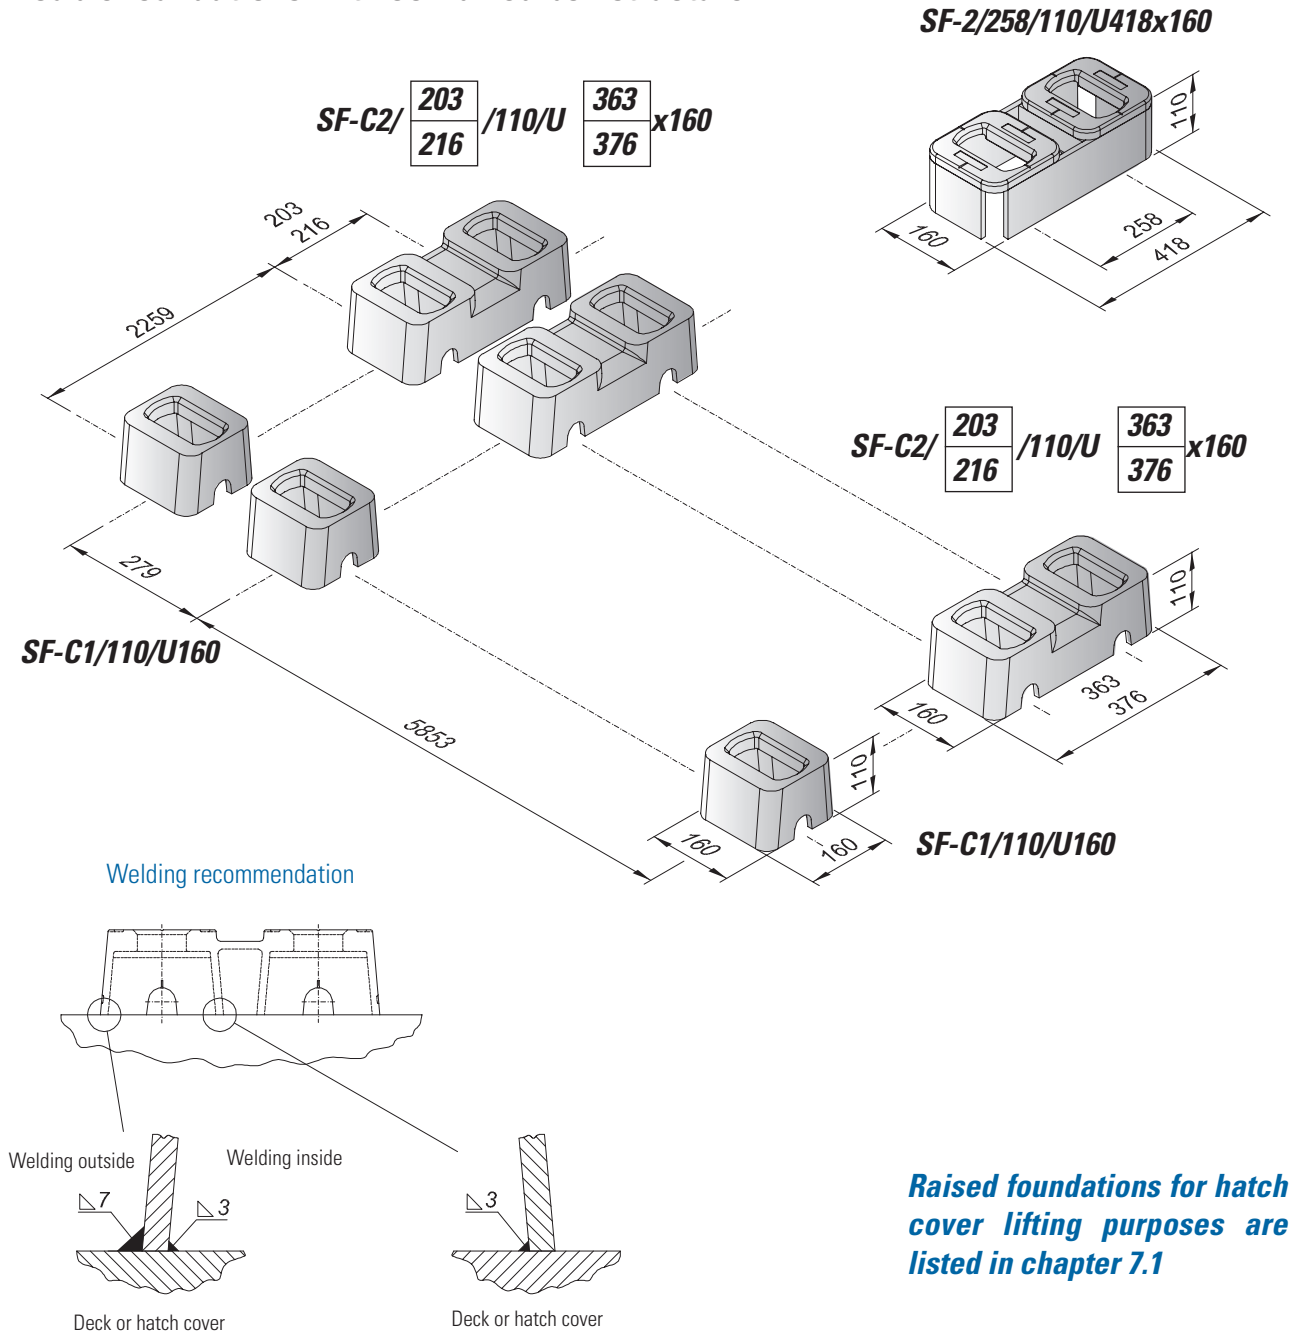 SF-2/258/110/U418x160
110
160
258
418
SF-C2/ 203 216 /110/U 363 376 x160
203
216
2259
279
SF-C1/110/U160
5853
SF-C2/ 203 216 /110/U 363 376 x160
110
363
376
160
110
160
160
SF-C1/110/U160
Welding recommendation
Welding outside
Welding inside
7
3
3
Deck or hatch cover
Deck or hatch cover
Raised foundations for hatch
cover lifting purposes are
listed in chapter 7.1